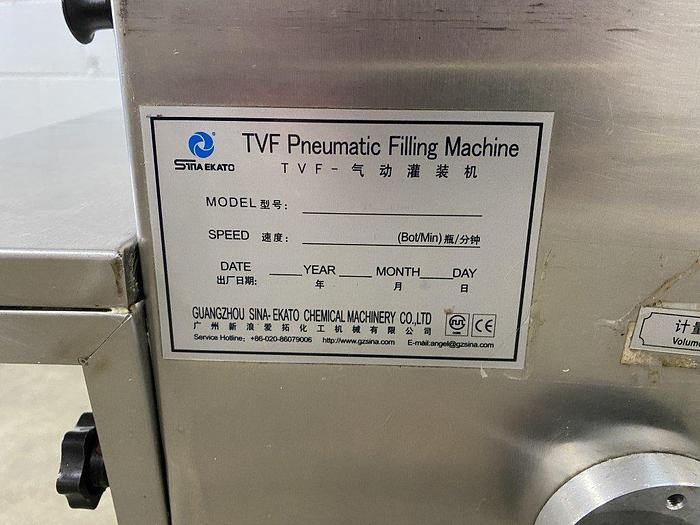 SINA EKATO
TVF Pneumatic Filling Machine
TVF-气动灌装机
MODEL 型号:
SPEED 速度: (Bot/Min) 瓶/分钟
DATE YEAR MONTH DAY
出厂日期: 年 月 日
GUANGZHOU SINA-EKATO CHEMICAL MACHINERY CO.,LTD
广州新浪爱拓化工机械有限公司
Service Hotline: +86-020-86079006 http://www.gzsina.com E-mail:angel@gzsina.com
CE
计量